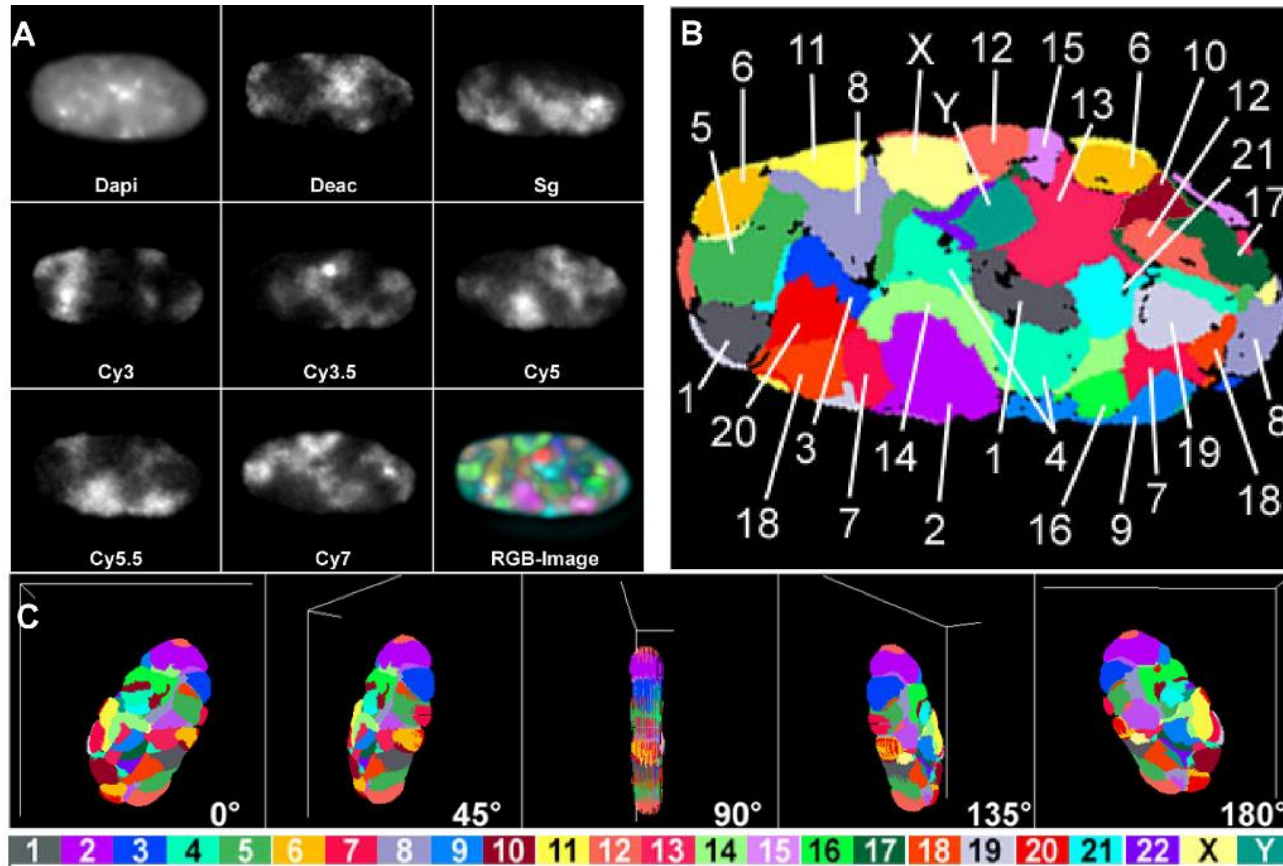 A
Dapi
Deac
Sg
Cy3
Cy3.5
Cy5
Cy5.5
Cy7
RGB-Image
B
6 11 8 X Y 12 15 13 6 10 12 21 17
5
1 20 18 3 7 14 2 1 4 16 9 7 19 18 8
C
0° 45° 90° 135° 180°
1 2 3 4 5 6 7 8 9 10 11 12 13 14 15 16 17 18 19 20 21 22 X Y